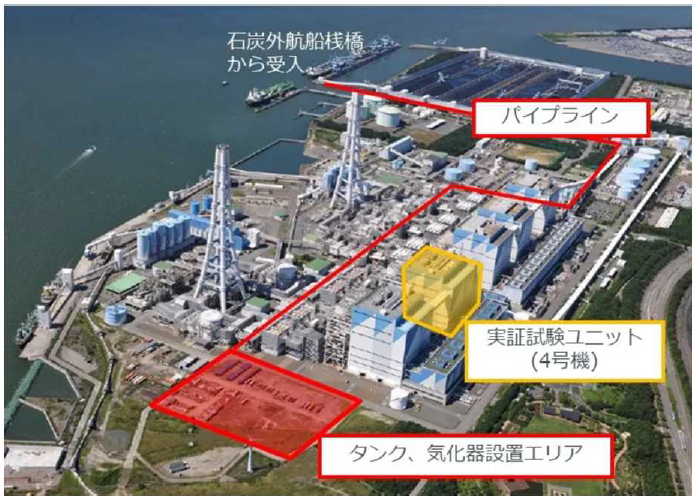 石炭外航船桟橋
から受入
パイプライン
実証試験ユニット
(4号機)
タンク、気化器設置エリア